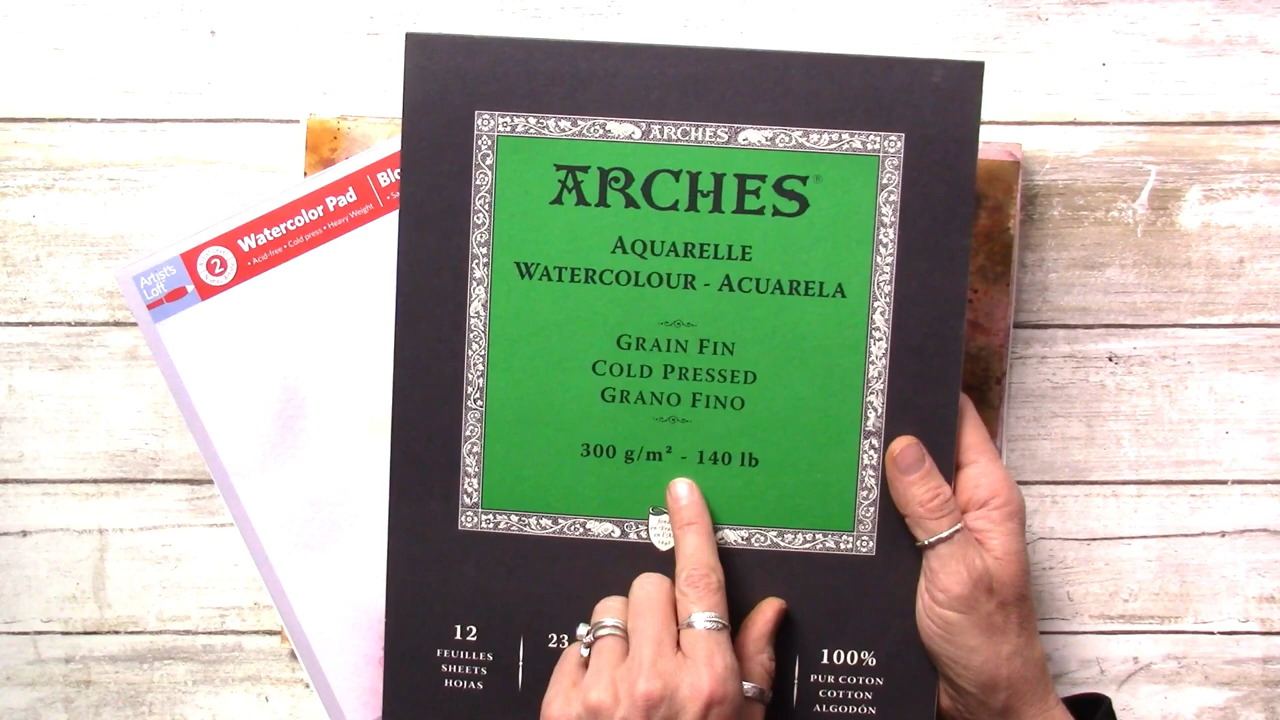 ARCHES
ARCHES®
AQUARELLE
WATERCOLOUR - ACUARELA
GRAIN FIN
COLD PRESSED
GRANO FINO
300 g/m² - 140 lb
12
FEUILLES
SHEETS
HOJAS
23
100%
PUR COTON
COTTON
ALGODÓN
Artist's
Loft
2
Watercolor Pad
• Acid-free • Cold press • Heavy Weight